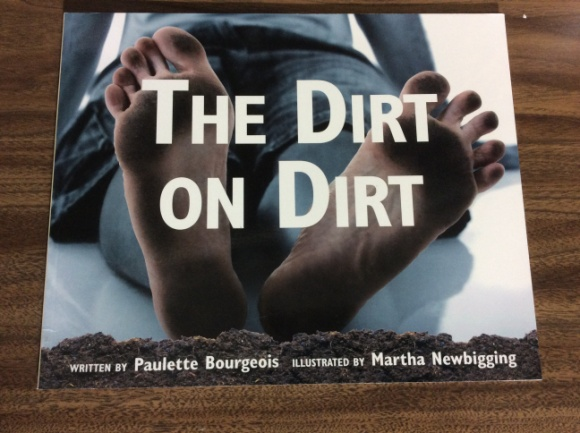 THE DIRT
ON DIRT
WRITTEN BY Paulette Bourgeois ILLUSTRATED BY Martha Newbigging